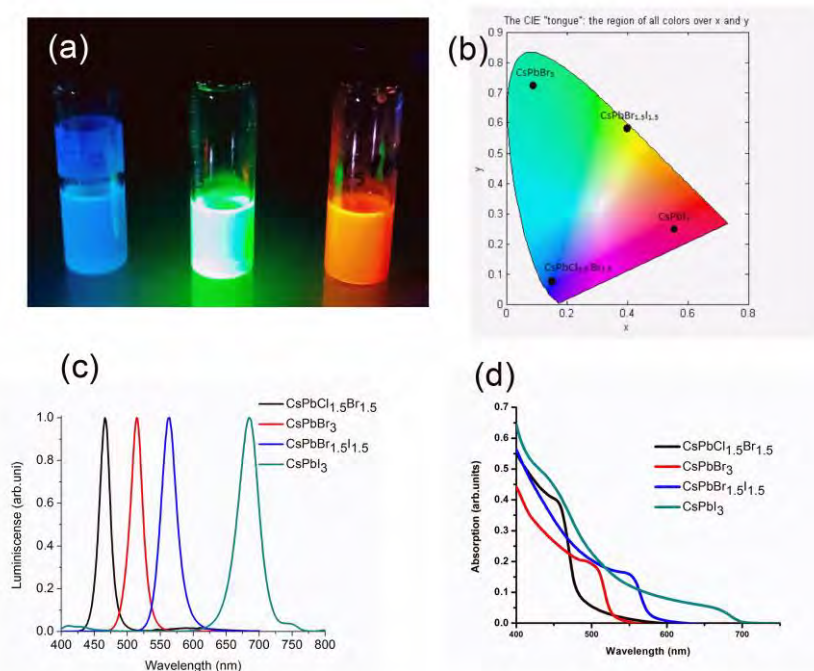 (a)
(b)
The CIE "tongue": the region of all colors over x and y
0.9
0.8
0.7
0.6
0.5
0.4
0.3
0.2
0.1
0
y
CsPbBr₃
CsPbBr₁.₅I₁.₅
CsPbI₃
CsPbCl₁.₅Br₁.₅
0 0.2 0.4 0.6 0.8
x
(c)
CsPbCl₁.₅Br₁.₅
CsPbBr₃
CsPbBr₁.₅I₁.₅
CsPbI₃
Luminiscense (arb.uni)
1.0
0.8
0.6
0.4
0.2
0.0
400 450 500 550 600 650 700 750 800
Wavelength (nm)
(d)
CsPbCl₁.₅Br₁.₅
CsPbBr₃
CsPbBr₁.₅I₁.₅
CsPbI₃
Absorption (arb.units)
0.8
0.7
0.6
0.5
0.4
0.3
0.2
0.1
0.0
400 500 600 700
Wavelength (nm)